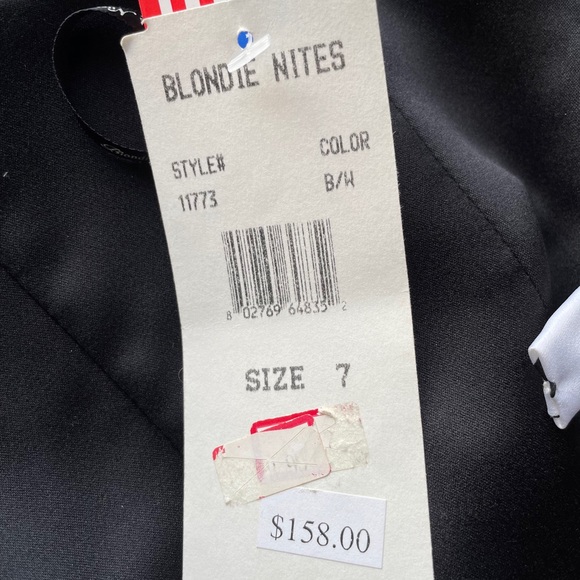 BLONDIE NITES
STYLE# COLOR
11773 B/W
8 02769 64835 2
SIZE 7
$158.00